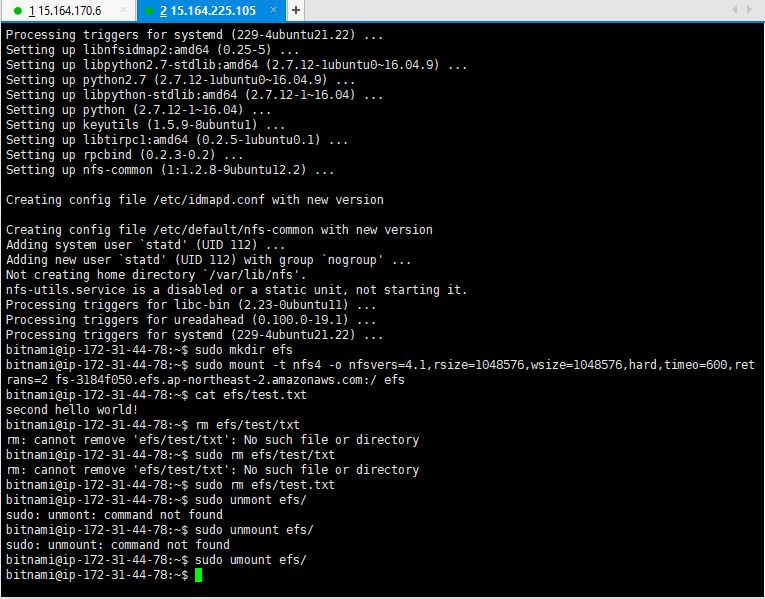 1 15.164.170.6 × 2 15.164.225.105 × +
Processing triggers for systemd (229-4ubuntu21.22) ...
Setting up libnfsidmap2:amd64 (0.25-5) ...
Setting up libpython2.7-stdlib:amd64 (2.7.12-1ubuntu0~16.04.9) ...
Setting up python2.7 (2.7.12-1ubuntu0~16.04.9) ...
Setting up libpython-stdlib:amd64 (2.7.12-1~16.04) ...
Setting up python (2.7.12-1~16.04) ...
Setting up keyutils (1.5.9-8ubuntu1) ...
Setting up libtirpc1:amd64 (0.2.5-1ubuntu0.1) ...
Setting up rpcbind (0.2.3-0.2) ...
Setting up nfs-common (1:1.2.8-9ubuntu12.2) ...
Creating config file /etc/idmapd.conf with new version
Creating config file /etc/default/nfs-common with new version
Adding system user `statd' (UID 112) ...
Adding new user `statd' (UID 112) with group `nogroup' ...
Not creating home directory `/var/lib/nfs'.
nfs-utils.service is a disabled or a static unit, not starting it.
Processing triggers for libc-bin (2.23-0ubuntu11) ...
Processing triggers for ureadahead (0.100.0-19.1) ...
Processing triggers for systemd (229-4ubuntu21.22) ...
bitnami@ip-172-31-44-78:~$ sudo mkdir efs
bitnami@ip-172-31-44-78:~$ sudo mount -t nfs4 -o nfsvers=4.1,rsize=1048576,wsize=1048576,hard,timeo=600,ret
rans=2 fs-3184f050.efs.ap-northeast-2.amazonaws.com:/ efs
bitnami@ip-172-31-44-78:~$ cat efs/test.txt
second hello world!
bitnami@ip-172-31-44-78:~$ rm efs/test/txt
rm: cannot remove 'efs/test/txt': No such file or directory
bitnami@ip-172-31-44-78:~$ sudo rm efs/test/txt
rm: cannot remove 'efs/test/txt': No such file or directory
bitnami@ip-172-31-44-78:~$ sudo rm efs/test.txt
bitnami@ip-172-31-44-78:~$ sudo unmont efs/
sudo: unmont: command not found
bitnami@ip-172-31-44-78:~$ sudo unmount efs/
sudo: unmount: command not found
bitnami@ip-172-31-44-78:~$ sudo umount efs/
bitnami@ip-172-31-44-78:~$